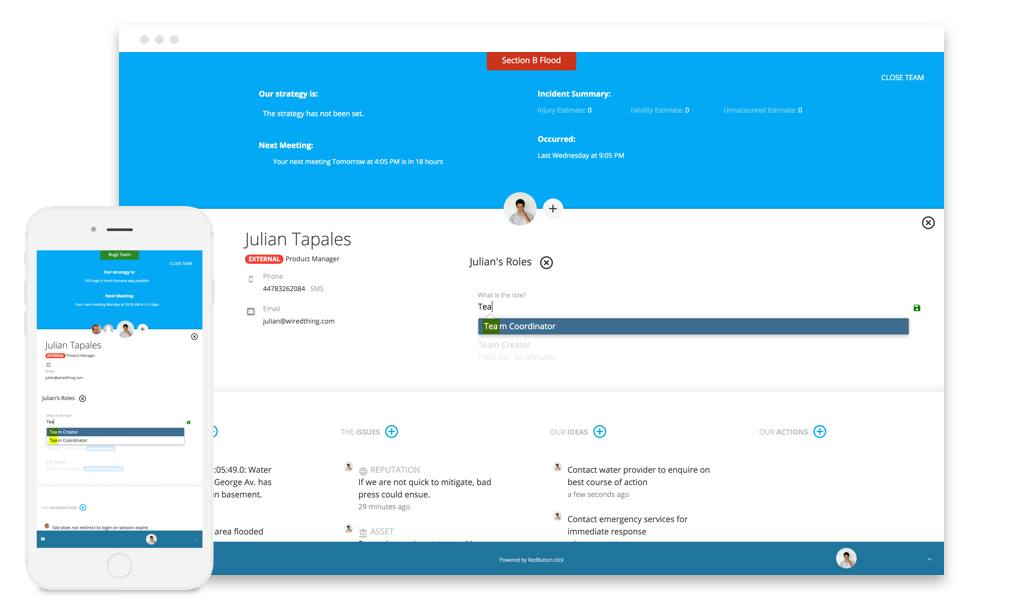 Section B Flood
CLOSE TEAM
Our strategy is:
The strategy has not been set.
Next Meeting:
Your next meeting Tomorrow at 4:05 PM is in 18 hours
Incident Summary:
Injury Estimate: 0
Fatality Estimate: 0
Unnacounted Estimate: 0
Occurred:
Last Wednesday at 9:05 PM
+
Julian Tapales
EXTERNAL Product Manager
Phone
44783262084 SMS
Email
julian@wiredthing.com
Julian's Roles
What is the role?
Tea
Team Coordinator
Team Creator
Held for: 36 minutes
THE ISSUES
OUR IDEAS
OUR ACTIONS
:05:49.0: Water
George Av. has
in basement.
area flooded
REPUTATION
If we are not quick to mitigate, bad
press could ensue.
29 minutes ago
ASSET
Contact water provider to enquire on
best course of action
a few seconds ago
Contact emergency services for
immediate response
Powered by RedButton.click
Bugs Team
CLOSE TEAM
Our strategy is:
Kill bugs in most humane way possible
Next Meeting:
Your next meeting Monday at 10:00 AM is in 2 days
+
Julian Tapales
EXTERNAL Product Manager
Email
julian@wiredthing.com
Julian's Roles
What is the role?
Tea
Team Creator
Team Coordinator
THE INFORMATION
Site does not redirect to login on session expire